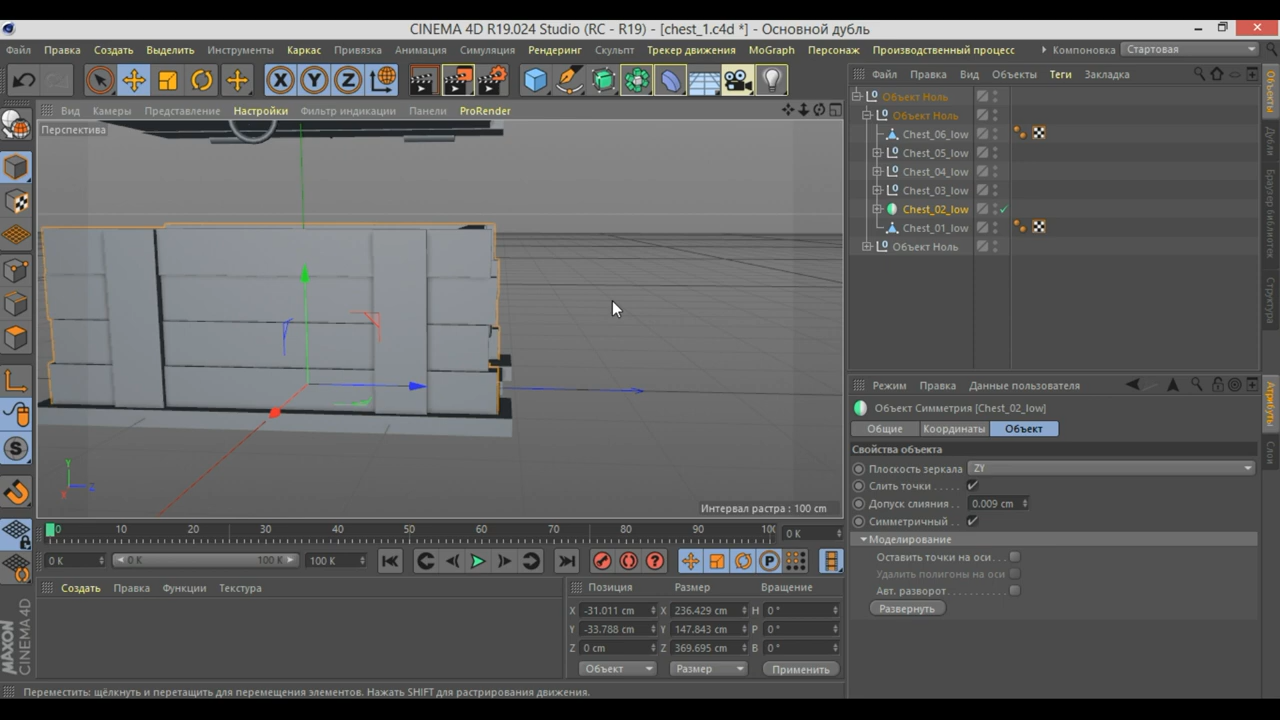 CINEMA 4D R19.024 Studio (RC - R19) - [chest_1.c4d *] - Основной дубль
Файл Правка Создать Выделить Инструменты Каркас Привязка Анимация Симуляция Рендеринг Скульпт Трекер движения MoGraph Персонаж Производственный процесс Компоновка Стартовая
Вид Камеры Представление Настройки Фильтр индикации Панели ProRender
Перспектива
Интервал растра : 100 cm
Файл Правка Вид Объекты Теги Закладка
Объект Ноль
Объект Ноль
Chest_06_low
Chest_05_low
Chest_04_low
Chest_03_low
Chest_02_low
Chest_01_low
Объект Ноль
Объекты
Дубли
Браузер библиотек
Структура
Режим Правка Данные пользователя
Объект Симметрия [Chest_02_low]
Общие Координаты Объект
Свойства объекта
Плоскость зеркала ZY
Слить точки . . . . .
Допуск слияния . . 0.009 cm
Симметричный . .
Моделирование
Оставить точки на оси. . .
Удалить полигоны на оси
Авт. разворот . . . . . . . . . . .
Развернуть
Атрибуты
Слои
0 10 20 30 40 50 60 70 80 90 100 0 K
0 K 0 K 100 K 100 K
Создать Правка Функции Текстура
Позиция Размер Вращение
X -31.011 cm X 236.429 cm H 0 °
Y -33.788 cm Y 147.843 cm P 0 °
Z 0 cm Z 369.695 cm B 0 °
Объект Размер Применить
MAXON
CINEMA 4D
Переместить: щёлкнуть и перетащить для перемещения элементов. Нажать SHIFT для растрирования движения.